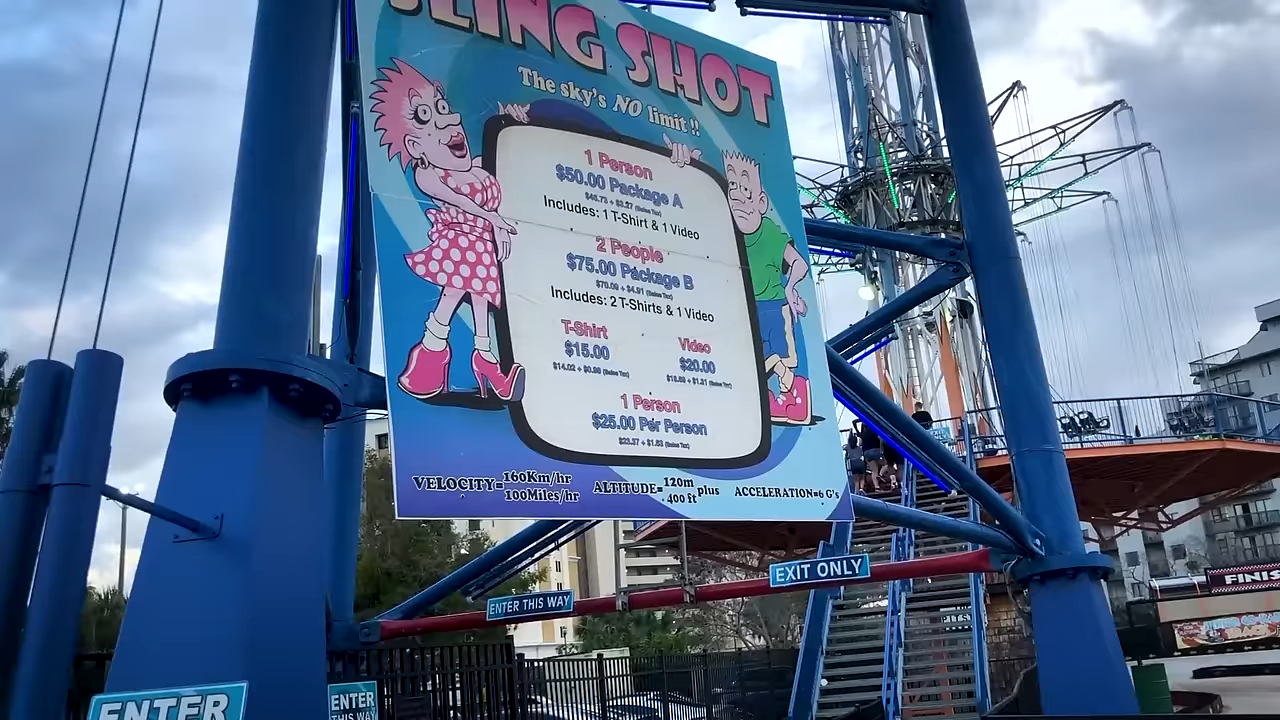 SLING SHOT
The sky's NO limit !!
1 Person
$50.00 Package A
$46.73 + $3.27 (Sales Tax)
Includes: 1 T-Shirt & 1 Video
2 People
$75.00 Package B
$70.09 + $4.91 (Sales Tax)
Includes: 2 T-Shirts & 1 Video
T-Shirt
$15.00
$14.02 + $0.98 (Sales Tax)
Video
$20.00
$18.69 + $1.31 (Sales Tax)
1 Person
$25.00 Per Person
$23.37 + $1.63 (Sales Tax)
VELOCITY= 160Km/hr
100Miles/hr
ALTITUDE= 120m plus
400 ft
ACCELERATION=6 G's
EXIT ONLY
ENTER THIS WAY
ENTER
ENTER
THIS WAY
FINIS